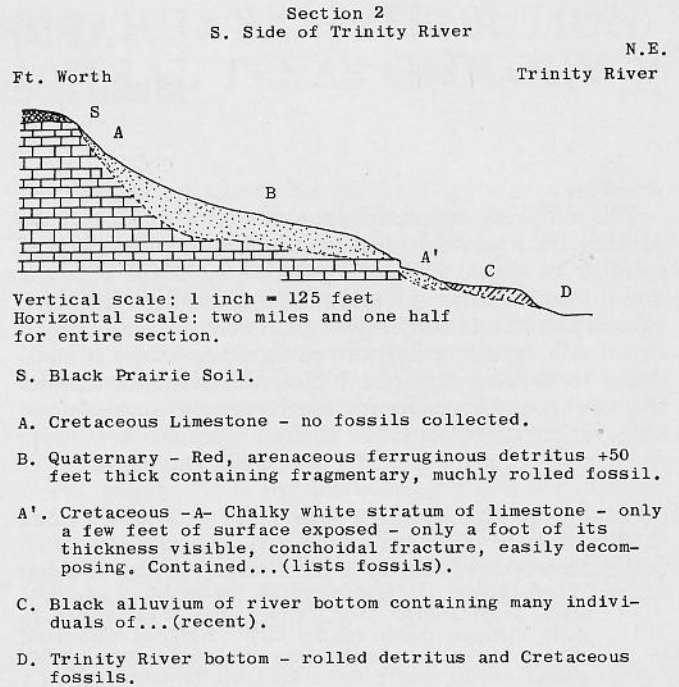 Section 2
S. Side of Trinity River
N.E.
Ft. Worth
Trinity River
S
A
B
A'
C
D
Vertical scale: 1 inch = 125 feet
Horizontal scale: two miles and one half
for entire section.
S. Black Prairie Soil.
A. Cretaceous Limestone - no fossils collected.
B. Quaternary - Red, arenaceous ferruginous detritus +50
feet thick containing fragmentary, muchly rolled fossil.
A'. Cretaceous -A- Chalky white stratum of limestone - only
a few feet of surface exposed - only a foot of its
thickness visible, conchoidal fracture, easily decom-
posing. Contained...(lists fossils).
C. Black alluvium of river bottom containing many indivi-
duals of...(recent).
D. Trinity River bottom - rolled detritus and Cretaceous
fossils.